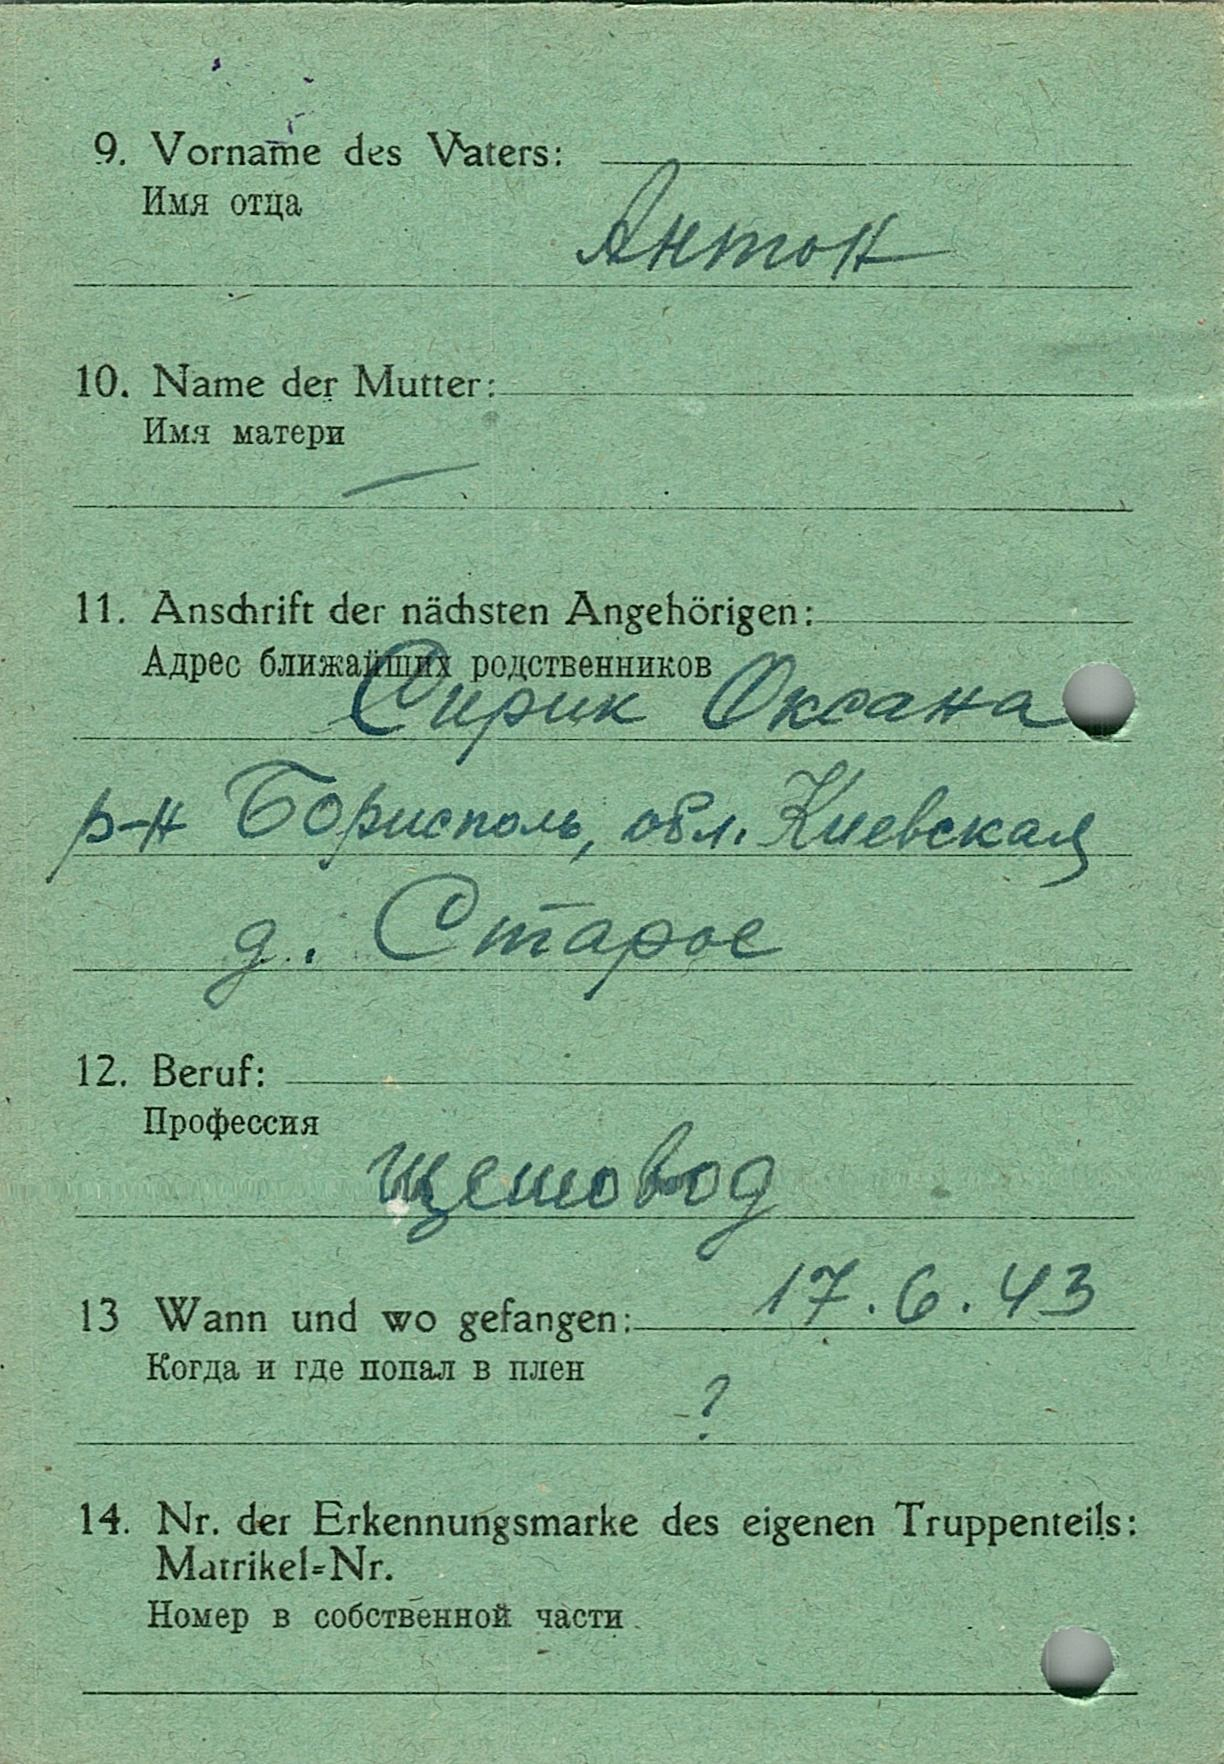 9. Vorname des Vaters:
Имя отца
Антон
10. Name der Mutter:
Имя матери
—
11. Anschrift der nächsten Angehörigen:
Адрес ближайших родственников
Сирик Оксана
р-н Борисполь, обл. Киевская
д. Старое
12. Beruf:
Профессия
13 Wann und wo gefangen: 17.6.43
Когда и где попал в плен
?
14. Nr. der Erkennungsmarke des eigenen Truppenteils:
Matrikel=Nr.
Номер в собственной части